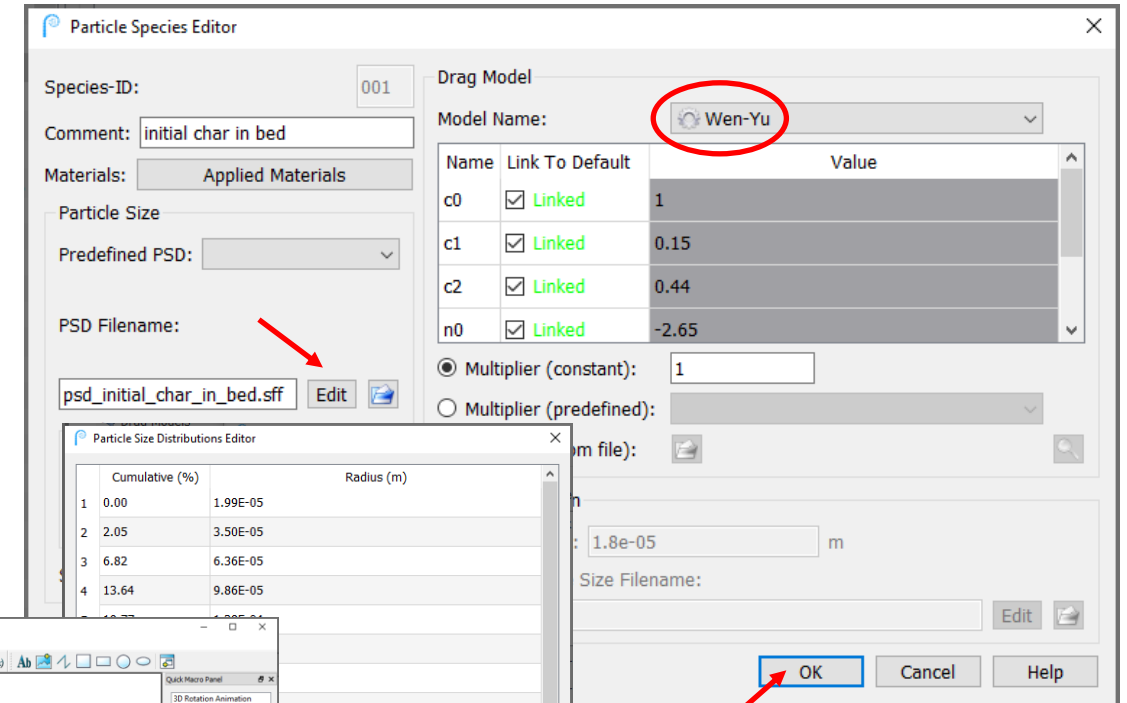 Particle Species Editor
Species-ID: 001
Comment: initial char in bed
Materials: Applied Materials
Particle Size
Predefined PSD:
PSD Filename:
psd_initial_char_in_bed.sff Edit
Drag Model
Model Name: Wen-Yu
Name Link To Default Value
c0 Linked 1
c1 Linked 0.15
c2 Linked 0.44
n0 Linked -2.65
Multiplier (constant): 1
Multiplier (predefined):
om file):
n
: 1.8e-05 m
Size Filename:
Edit
OK Cancel Help
Particle Size Distributions Editor
Cumulative (%) Radius (m)
1 0.00 1.99E-05
2 2.05 3.50E-05
3 6.82 6.36E-05
4 13.64 9.86E-05
Ab
Quick Macro Panel
3D Rotation Animation